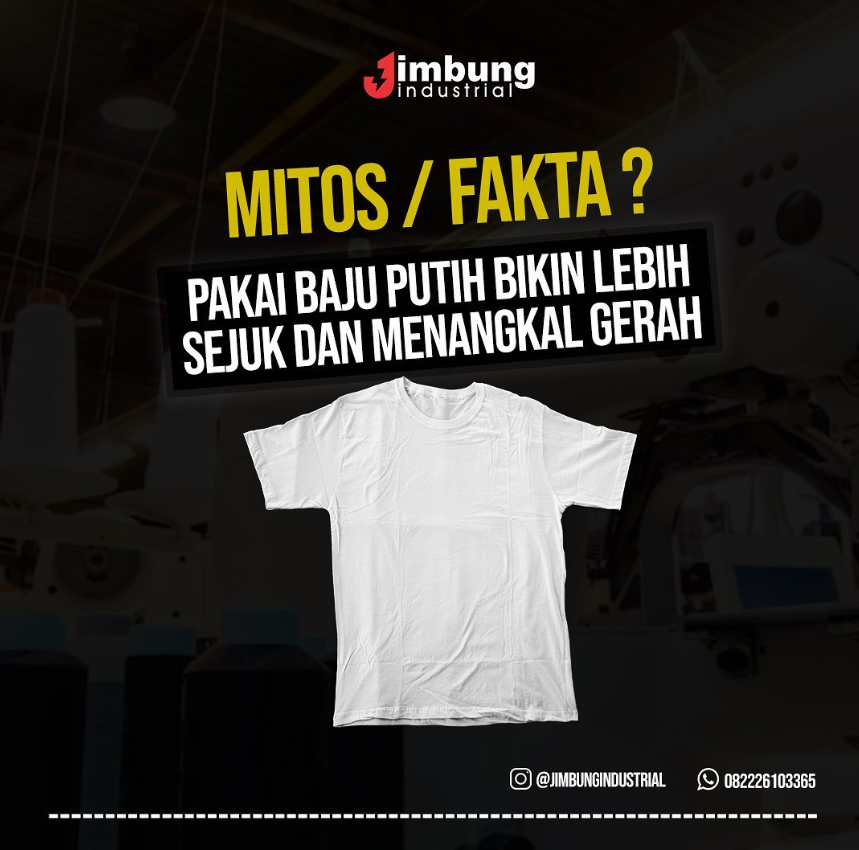 Jimbung
industrial
MITOS / FAKTA ?
PAKAI BAJU PUTIH BIKIN LEBIH
SEJUK DAN MENANGKAL GERAH
@JIMBUNGINDUSTRIAL 082226103365